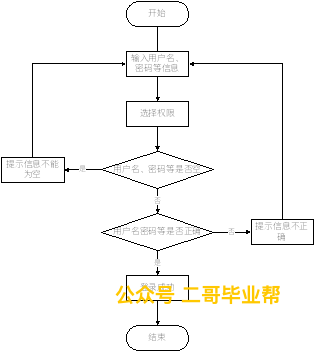 开始
输入用户名、
密码等信息
选择权限
用户名、密码等是否空
是
提示信息不能
为空
否
用户名密码等是否正确
否
提示信息不正
确
是
登录成功
公众号 二哥毕业帮
结束